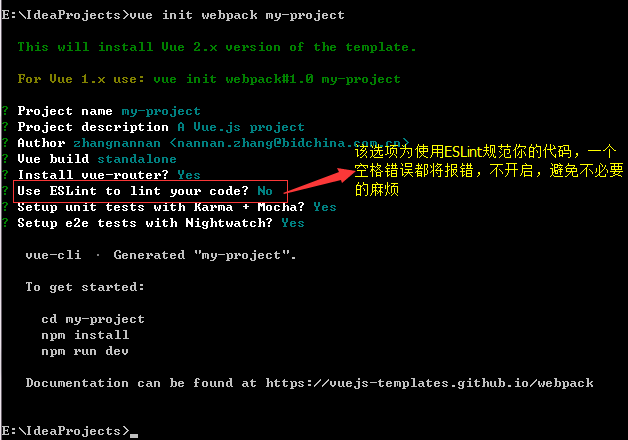 E:\IdeaProjects>vue init webpack my-project
This will install Vue 2.x version of the template.
For Vue 1.x use: vue init webpack#1.0 my-project
? Project name my-project
? Project description A Vue.js project
? Author zhangnannan <nannan.zhang@bidchina.com.cn>
? Vue build standalone
? Install vue-router? Yes
? Use ESLint to lint your code? No
? Setup unit tests with Karma + Mocha? Yes
? Setup e2e tests with Nightwatch? Yes
该选项为使用ESLint规范你的代码，一个
空格错误都将报错，不开启，避免不必要
的麻烦
vue-cli · Generated "my-project".
To get started:
cd my-project
npm install
npm run dev
Documentation can be found at https://vuejs-templates.github.io/webpack
E:\IdeaProjects>_